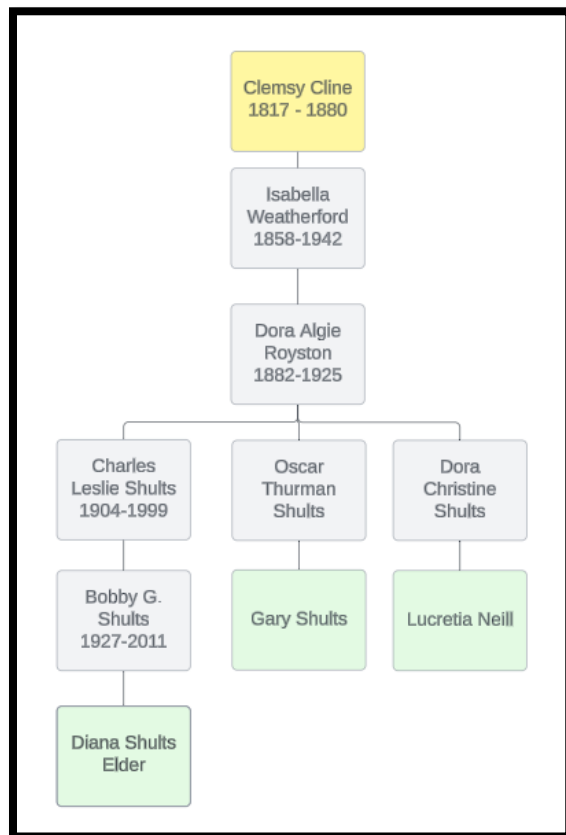 Clemsy Cline
1817 - 1880
Isabella
Weatherford
1858-1942
Dora Algie
Royston
1882-1925
Charles
Leslie Shults
1904-1999
Oscar
Thurman
Shults
Dora
Christine
Shults
Bobby G.
Shults
1927-2011
Gary Shults
Lucretia Neill
Diana Shults
Elder